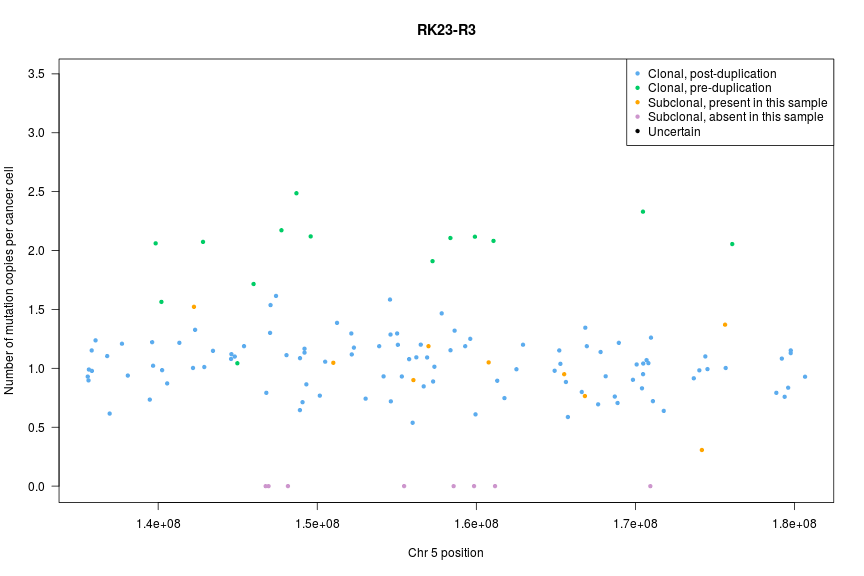 RK23-R3
Number of mutation copies per cancer cell
3.5
3.0
2.5
2.0
1.5
1.0
0.5
0.0
Clonal, post-duplication
Clonal, pre-duplication
Subclonal, present in this sample
Subclonal, absent in this sample
Uncertain
1.4e+08
1.5e+08
1.6e+08
1.7e+08
1.8e+08
Chr 5 position